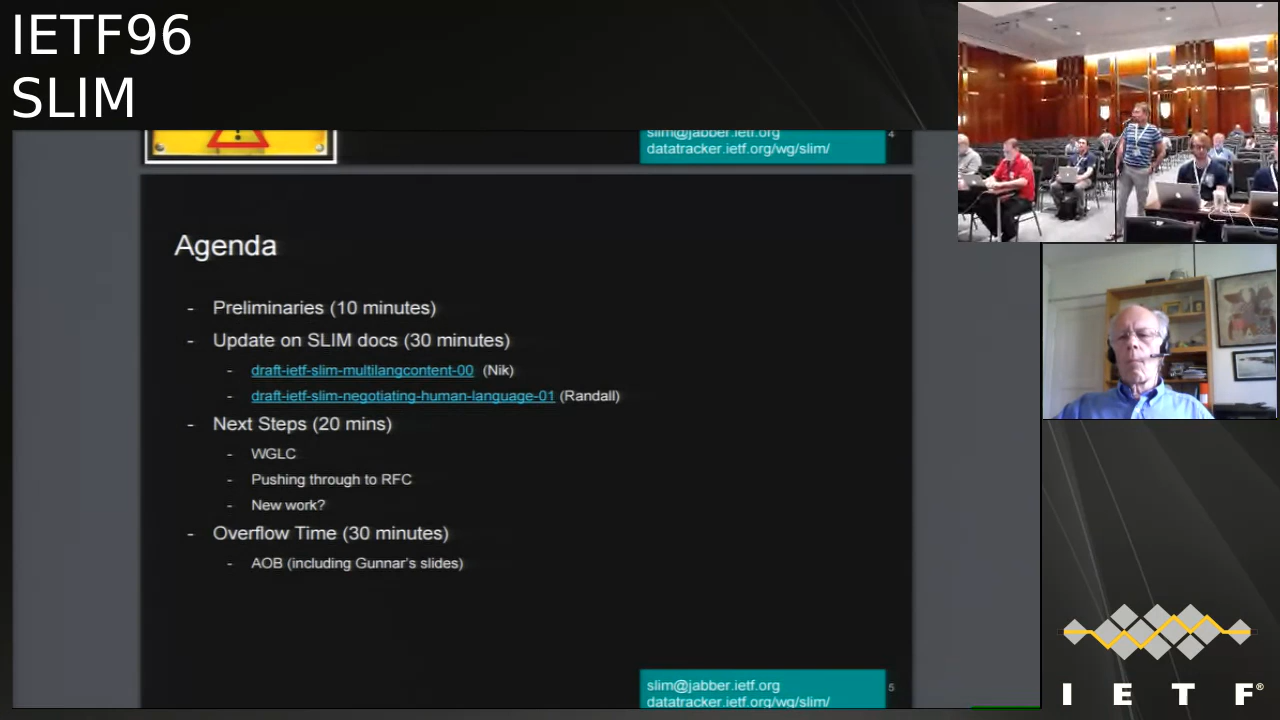 IETF96
SLIM
slim@jabber.ietf.org
datatracker.ietf.org/wg/slim/
4
Agenda
- Preliminaries (10 minutes)
- Update on SLIM docs (30 minutes)
- draft-ietf-slim-multilangcontent-00 (Nik)
- draft-ietf-slim-negotiating-human-language-01 (Randall)
- Next Steps (20 mins)
- WGLC
- Pushing through to RFC
- New work?
- Overflow Time (30 minutes)
- AOB (including Gunnar's slides)
slim@jabber.ietf.org
datatracker.ietf.org/wg/slim/
5
I E T F®